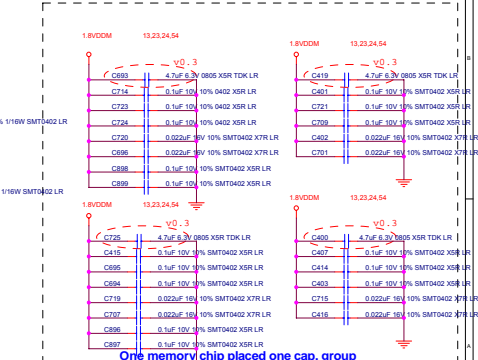 1.8VDDM 13,23,24,54
v0.3
C693 4.7uF 6.3V 0805 X5R TDK LR
C714 0.1uF 10V 10% 0402 X5R LR
C723 0.1uF 10V 10% 0402 X5R LR
C724 0.1uF 10V 10% 0402 X5R LR
C720 0.022uF 16V 10% SMT0402 X7R LR
C696 0.022uF 16V 10% SMT0402 X7R LR
C898 0.1uF 10V 10% SMT0402 X5R LR
C899 0.1uF 10V 10% SMT0402 X5R LR
1.8VDDM 13,23,24,54
v0.3
C419 4.7uF 6.3V 0805 X5R TDK LR
C401 0.1uF 10V 10% SMT0402 X5R LR
C721 0.1uF 10V 10% SMT0402 X5R LR
C709 0.1uF 10V 10% SMT0402 X5R LR
C402 0.022uF 16V 10% SMT0402 X7R LR
C701 0.022uF 16V 10% SMT0402 X7R LR
B
% 1/16W SMT0402 LR
1/16W SMT0402 LR
1.8VDDM 13,23,24,54
v0.3
C725 4.7uF 6.3V 0805 X5R TDK LR
C415 0.1uF 10V 10% SMT0402 X5R LR
C695 0.1uF 10V 10% SMT0402 X5R LR
C694 0.1uF 10V 10% SMT0402 X5R LR
C719 0.022uF 16V 10% SMT0402 X7R LR
C707 0.022uF 16V 10% SMT0402 X7R LR
C896 0.1uF 10V 10% SMT0402 X5R LR
C897 0.1uF 10V 10% SMT0402 X5R LR
1.8VDDM 13,23,24,54
v0.3
C400 4.7uF 6.3V 0805 X5R TDK LR
C407 0.1uF 10V 10% SMT0402 X5R LR
C414 0.1uF 10V 10% SMT0402 X5R LR
C403 0.1uF 10V 10% SMT0402 X5R LR
C715 0.022uF 16V 10% SMT0402 X7R LR
C416 0.022uF 16V 10% SMT0402 X7R LR
A
One memory chip placed one cap. group